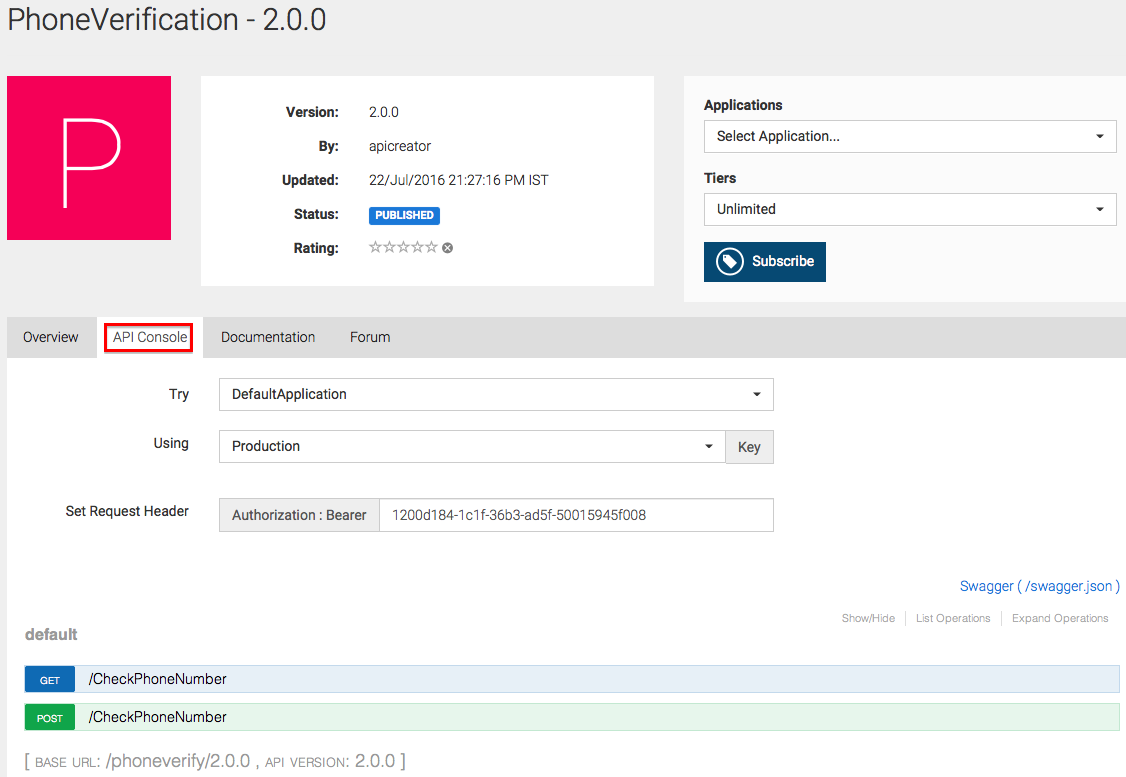 PhoneVerification - 2.0.0
P
Version: 2.0.0
By: apicreator
Updated: 22/Jul/2016 21:27:16 PM IST
Status: PUBLISHED
Rating:
Applications
Select Application...
Tiers
Unlimited
Subscribe
Overview API Console Documentation Forum
Try DefaultApplication
Using Production Key
Set Request Header Authorization : Bearer 1200d184-1c1f-36b3-ad5f-50015945f008
Swagger ( /swagger.json )
Show/Hide List Operations Expand Operations
default
GET /CheckPhoneNumber
POST /CheckPhoneNumber
[ BASE URL: /phoneverify/2.0.0 , API VERSION: 2.0.0 ]